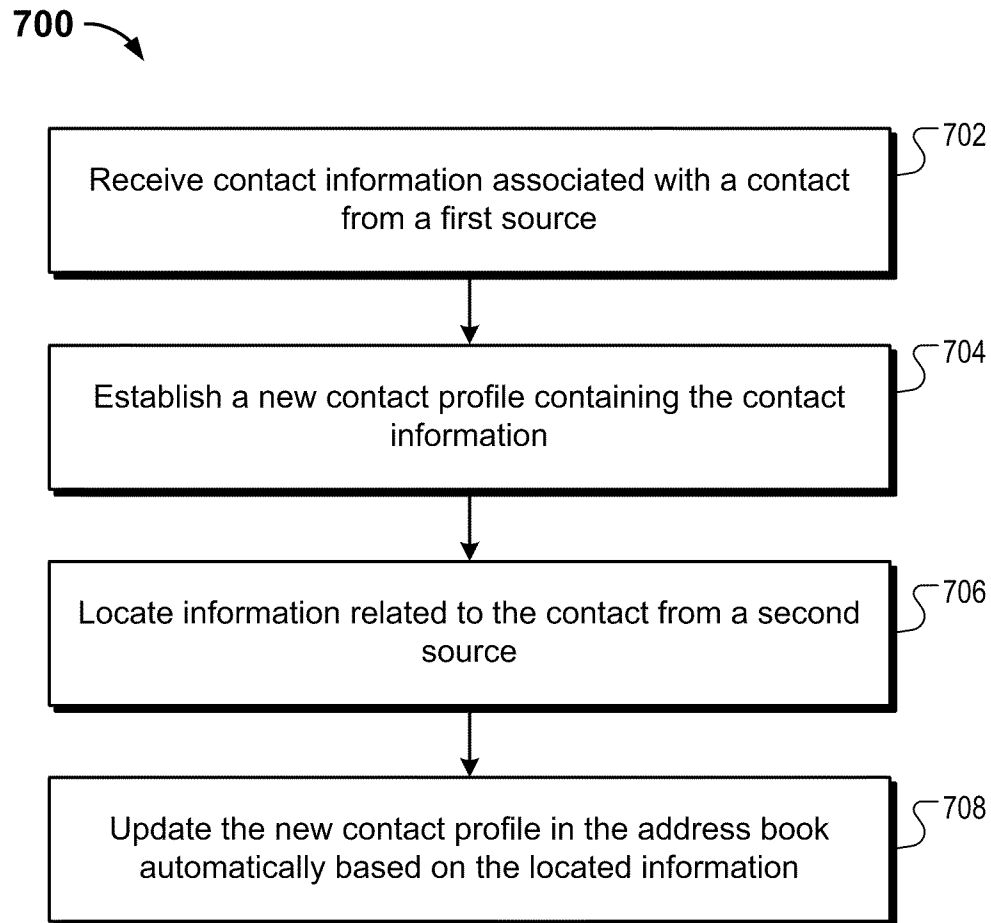 700
702
Receive contact information associated with a contact
from a first source
704
Establish a new contact profile containing the contact
information
706
Locate information related to the contact from a second
source
708
Update the new contact profile in the address book
automatically based on the located information